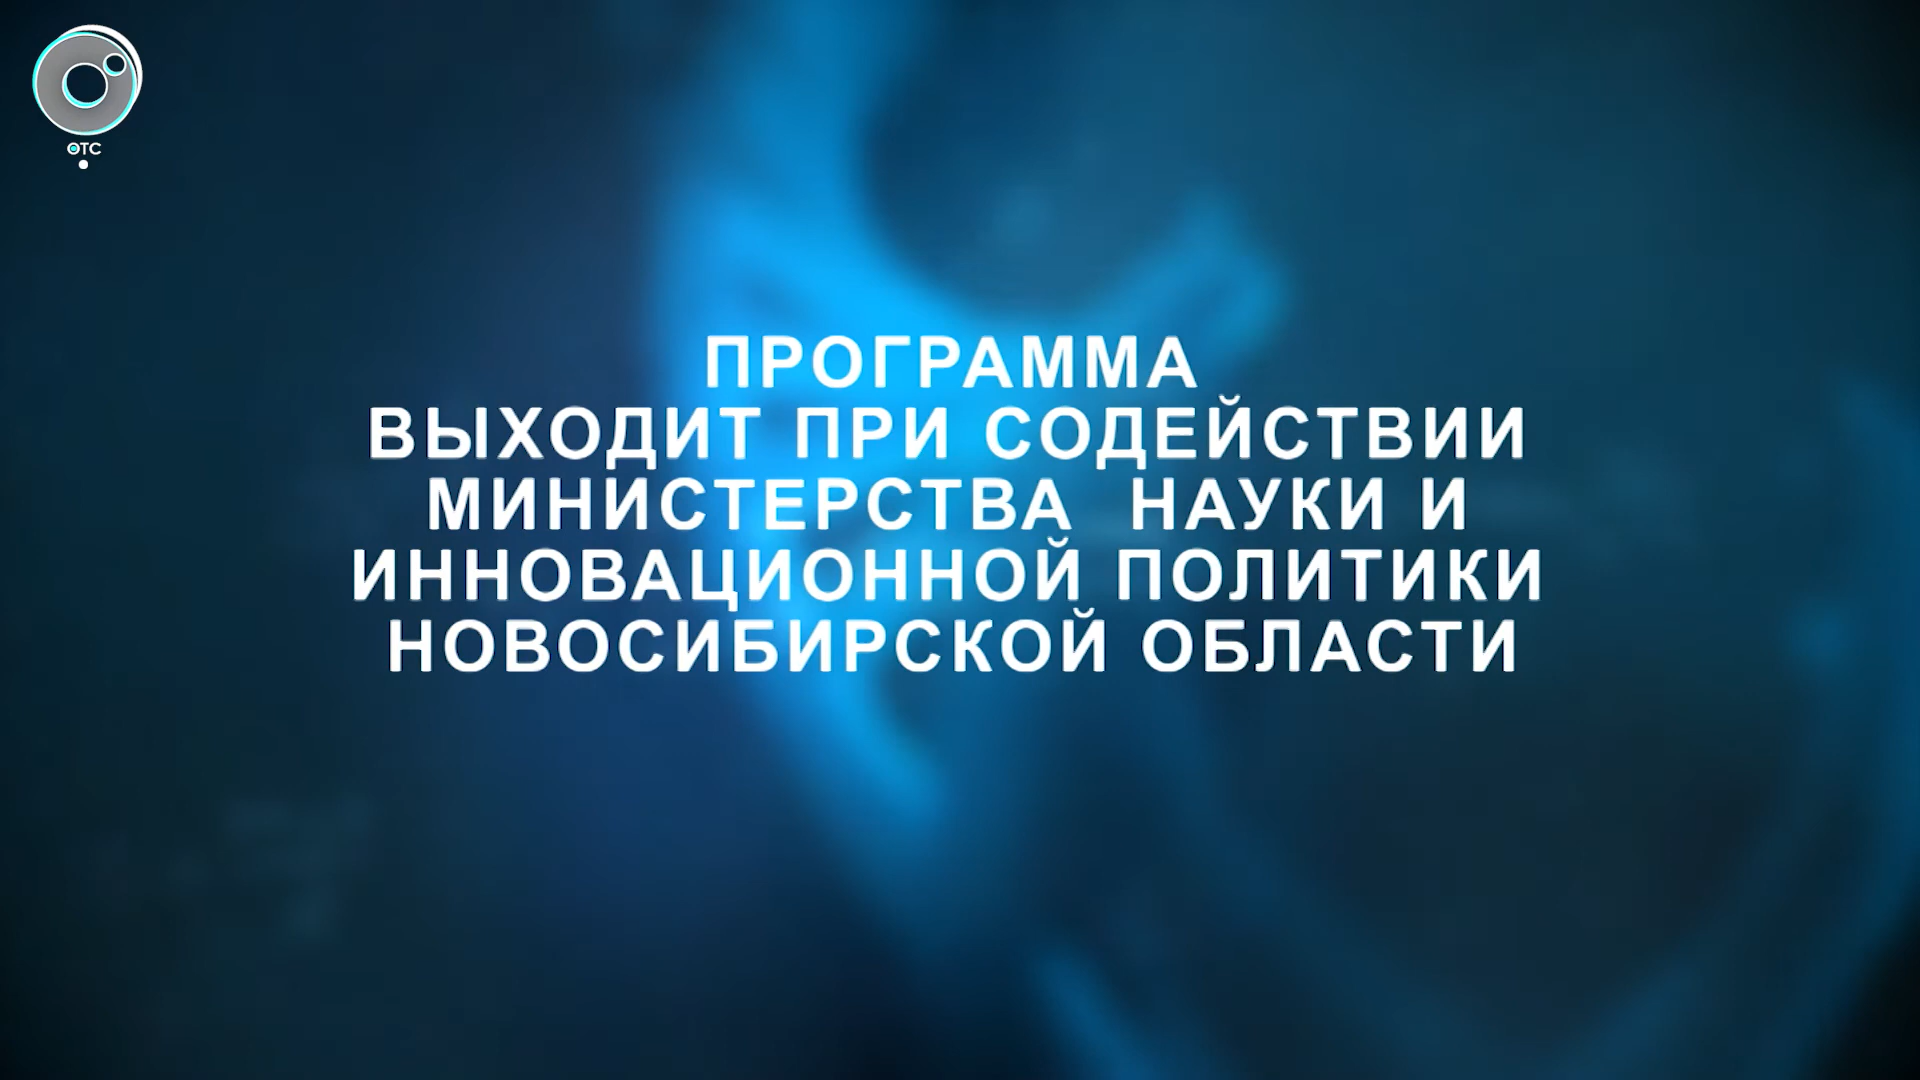 ОТС
ПРОГРАММА
ВЫХОДИТ ПРИ СОДЕЙСТВИИ
МИНИСТЕРСТВА НАУКИ И
ИННОВАЦИОННОЙ ПОЛИТИКИ
НОВОСИБИРСКОЙ ОБЛАСТИ